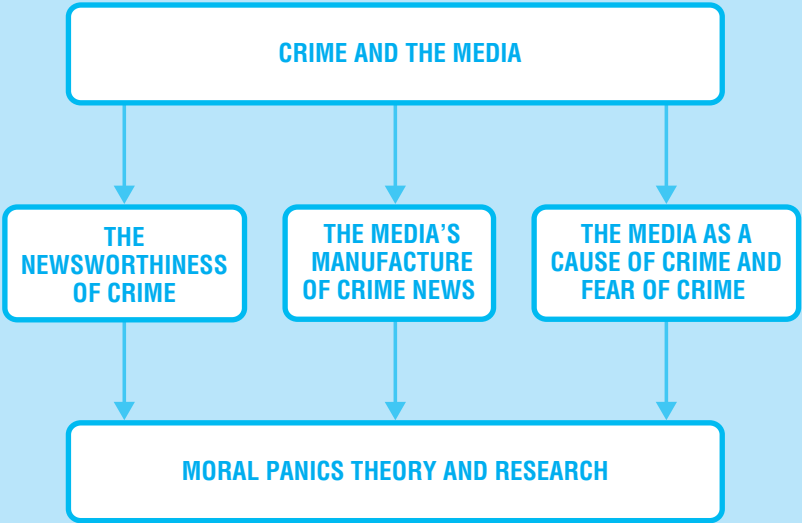 CRIME AND THE MEDIA
THE
NEWSWORTHINESS
OF CRIME
THE MEDIA’S
MANUFACTURE
OF CRIME NEWS
THE MEDIA AS A
CAUSE OF CRIME AND
FEAR OF CRIME
MORAL PANICS THEORY AND RESEARCH